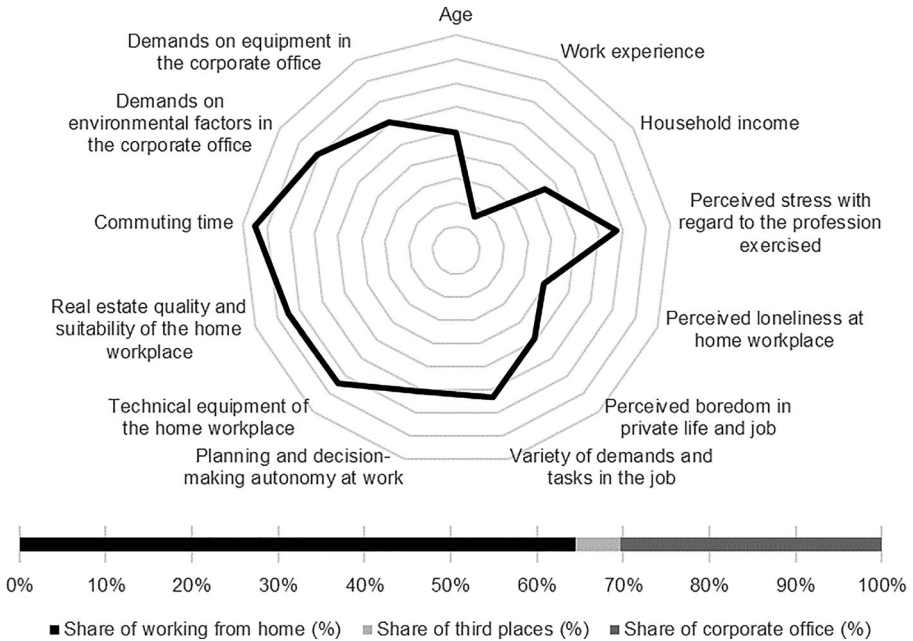 Age
Demands on equipment in
the corporate office
Work experience
Demands on
environmental factors in
the corporate office
Household income
Commuting time
Perceived stress with
regard to the profession
exercised
Real estate quality and
suitability of the home
workplace
Perceived loneliness at
home workplace
Technical equipment of
the home workplace
Perceived boredom in
private life and job
Planning and decision-
making autonomy at work
Variety of demands and
tasks in the job
0% 10% 20% 30% 40% 50% 60% 70% 80% 90% 100%
Share of working from home (%) Share of third places (%) Share of corporate office (%)